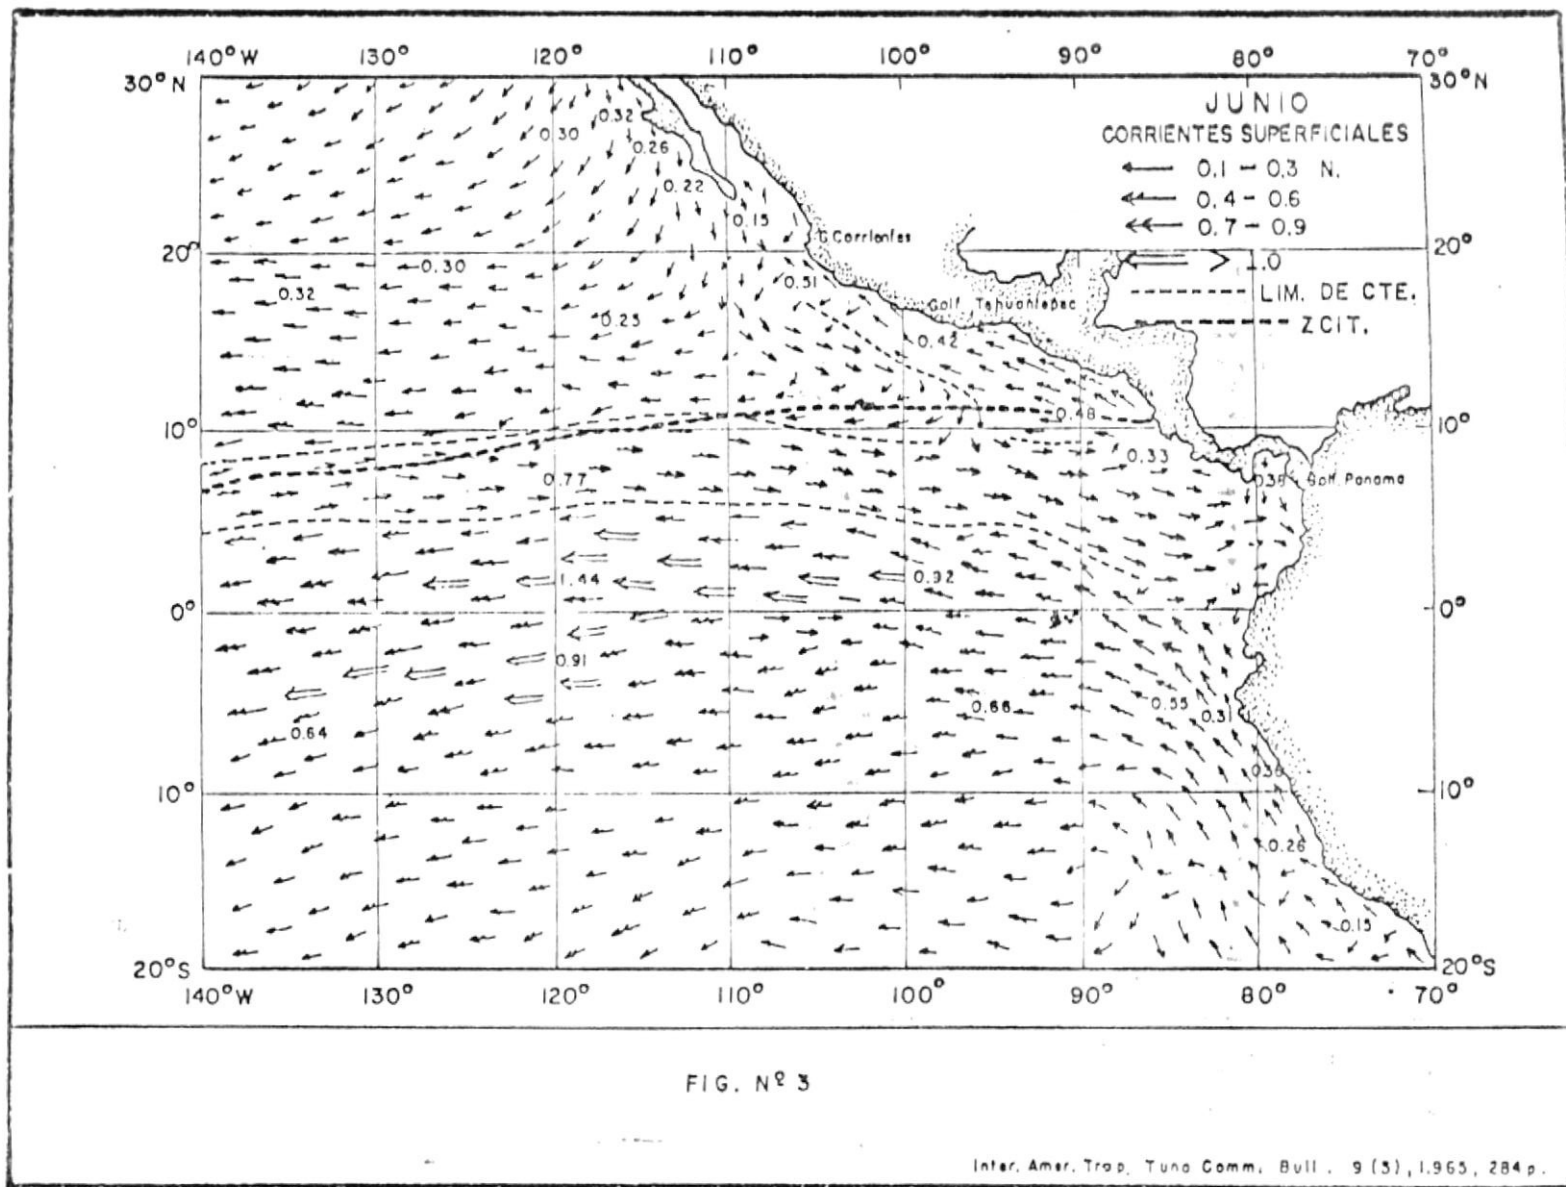 140°W 130° 120° 110° 100° 90° 80° 70°
30°N 30°N
JUNIO
CORRIENTES SUPERFICIALES
0.1 - 0.3 N.
0.4 - 0.6
0.7 - 0.9
> 1.0
LIM. DE CTE.
ZCIT.
0.32
0.30
0.26
0.22
0.15
C. Corrientes
20° 20°
0.30
0.32
0.51
Golf. Tehuantepec
0.25
0.42
0.48
10° 10°
0.33
0.77
Golf. Panama
1.44
0.92
0° 0°
0.91
0.66
0.55
0.31
0.64
10° 10°
0.26
0.15
20°S 20°S
140°W 130° 120° 110° 100° 90° 80° 70°
FIG. Nº 3
Inter. Amer. Trop. Tuna Comm. Bull. 9 (3), 1.965, 284 p.